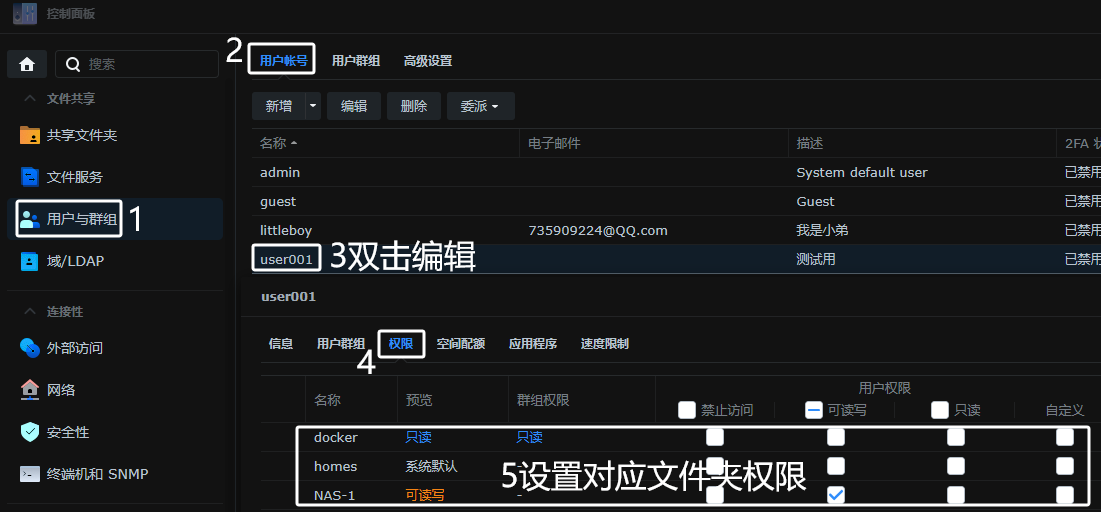 控制面板
2 用户帐号 用户群组 高级设置
搜索
文件共享
新增 编辑 删除 委派
共享文件夹
名称 电子邮件 描述 2FA 状
文件服务
admin System default user 已禁用
guest Guest 已禁用
用户与群组 1
littleboy 735909224@QQ.com 我是小弟 已禁用
域/LDAP
user001 3双击编辑 测试用 已禁用
user001
连接性
外部访问
信息 用户群组 权限 空间配额 应用程序 速度限制
4
网络
名称 预览 群组权限 用户权限
禁止访问 可读写 只读 自定义
安全性
docker 只读 只读
homes 系统默认 -
终端机和 SNMP
5设置对应文件夹权限
NAS-1 可读写 -